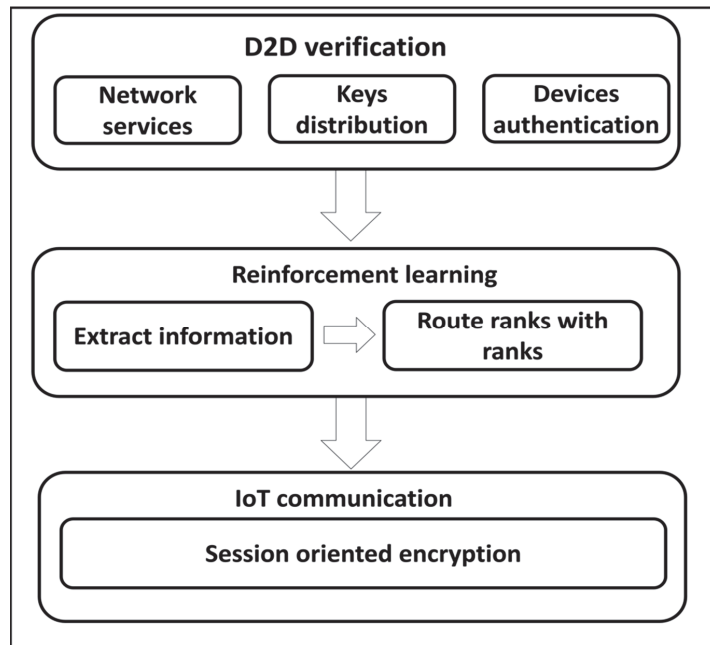 D2D verification
Network
services
Keys
distribution
Devices
authentication
Reinforcement learning
Extract information
Route ranks with
ranks
IoT communication
Session oriented encryption